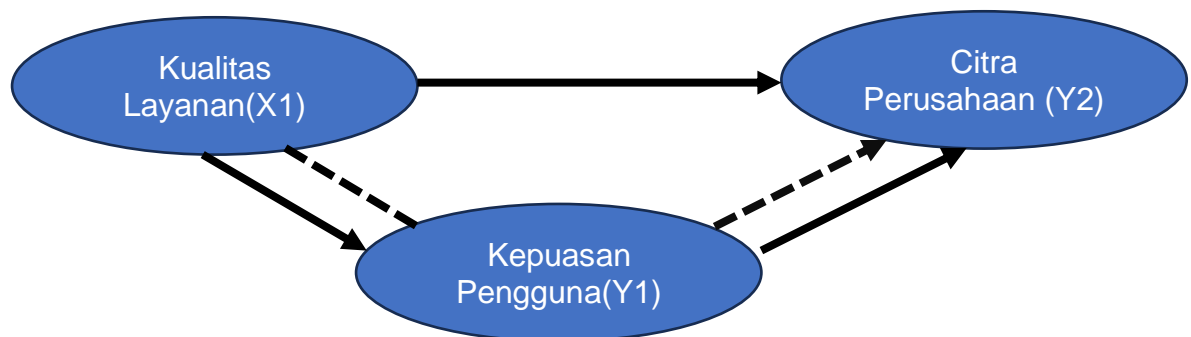 Kualitas
Layanan(X1)
Citra
Perusahaan (Y2)
Kepuasan
Pengguna(Y1)